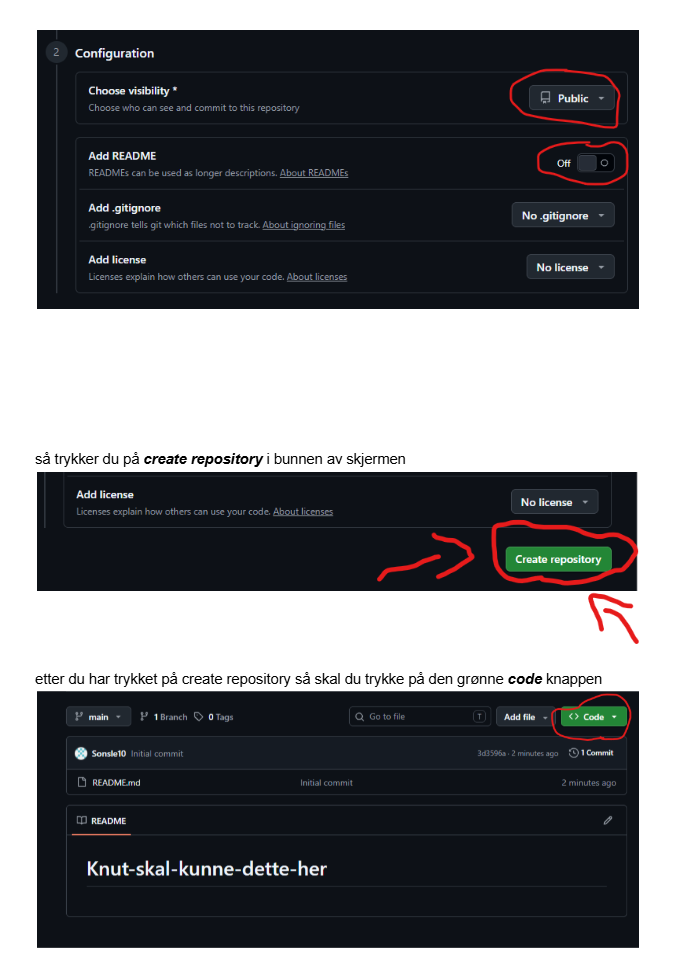 2 Configuration
Choose visibility *
Choose who can see and commit to this repository
Public
Add README
READMEs can be used as longer descriptions. About READMEs
Off
Add .gitignore
.gitignore tells git which files not to track. About ignoring files
No .gitignore
Add license
Licenses explain how others can use your code. About licenses
No license
så trykker du på create repository i bunnen av skjermen
Add license
Licenses explain how others can use your code. About licenses
No license
Create repository
etter du har trykket på create repository så skal du trykke på den grønne code knappen
main 1 Branch 0 Tags Go to file T Add file Code
Sonsle10 Initial commit 3d3596a · 2 minutes ago 1 Commit
README.md Initial commit 2 minutes ago
README
Knut-skal-kunne-dette-her